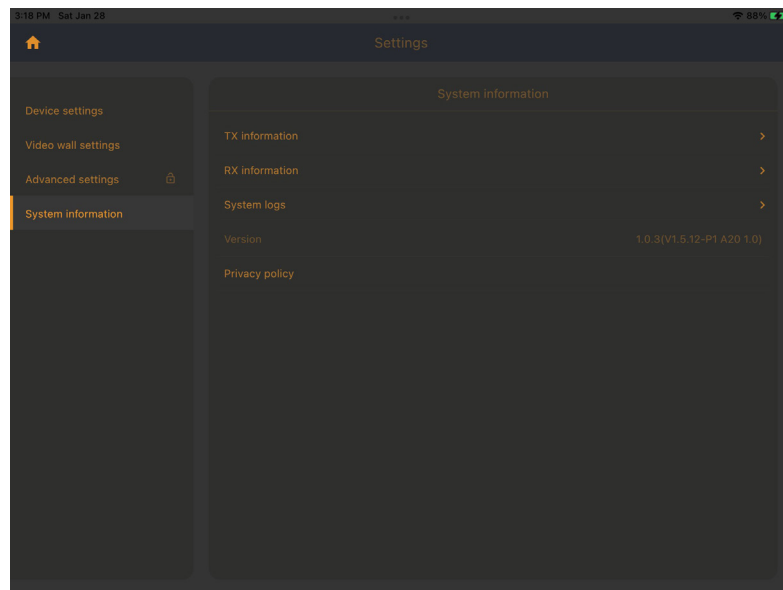 3:18 PM Sat Jan 28
88%
Settings
System information
Device settings
Video wall settings
Advanced settings
System information
TX information
RX information
System logs
Version 1.0.3(V1.5.12-P1 A20 1.0)
Privacy policy